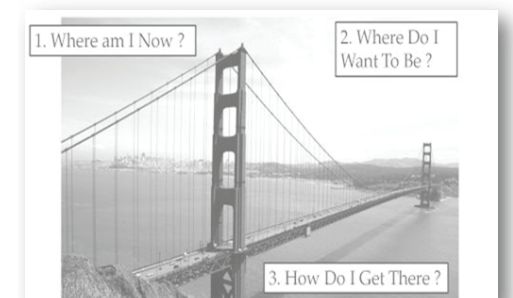 1. Where am I Now ?
2. Where Do I
Want To Be ?
3. How Do I Get There ?